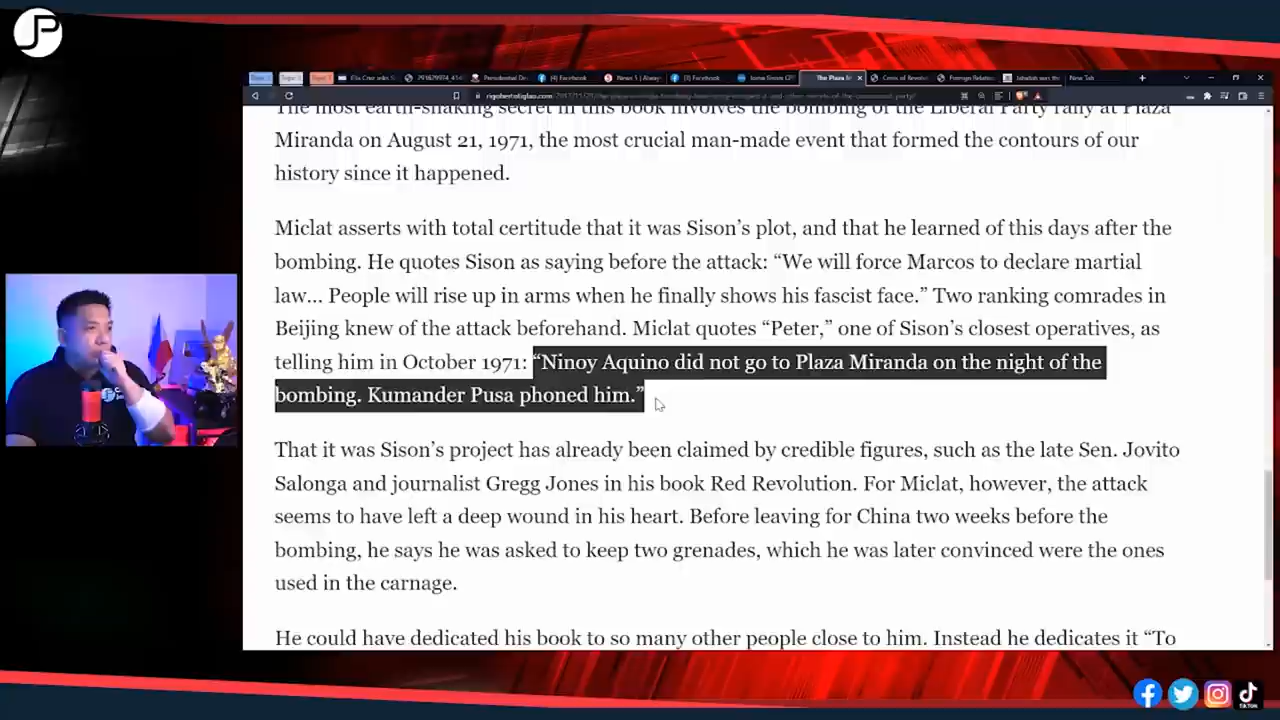 JP
The Plaza M
New Tab
The most earth-shaking secret in this book involves the bombing of the Liberal Party rally at Plaza
Miranda on August 21, 1971, the most crucial man-made event that formed the contours of our
history since it happened.
Miclat asserts with total certitude that it was Sison’s plot, and that he learned of this days after the
bombing. He quotes Sison as saying before the attack: “We will force Marcos to declare martial
law... People will rise up in arms when he finally shows his fascist face.” Two ranking comrades in
Beijing knew of the attack beforehand. Miclat quotes “Peter,” one of Sison’s closest operatives, as
telling him in October 1971: “Ninoy Aquino did not go to Plaza Miranda on the night of the
bombing. Kumander Pusa phoned him.”
That it was Sison’s project has already been claimed by credible figures, such as the late Sen. Jovito
Salonga and journalist Gregg Jones in his book Red Revolution. For Miclat, however, the attack
seems to have left a deep wound in his heart. Before leaving for China two weeks before the
bombing, he says he was asked to keep two grenades, which he was later convinced were the ones
used in the carnage.
He could have dedicated his book to so many other people close to him. Instead he dedicates it “To